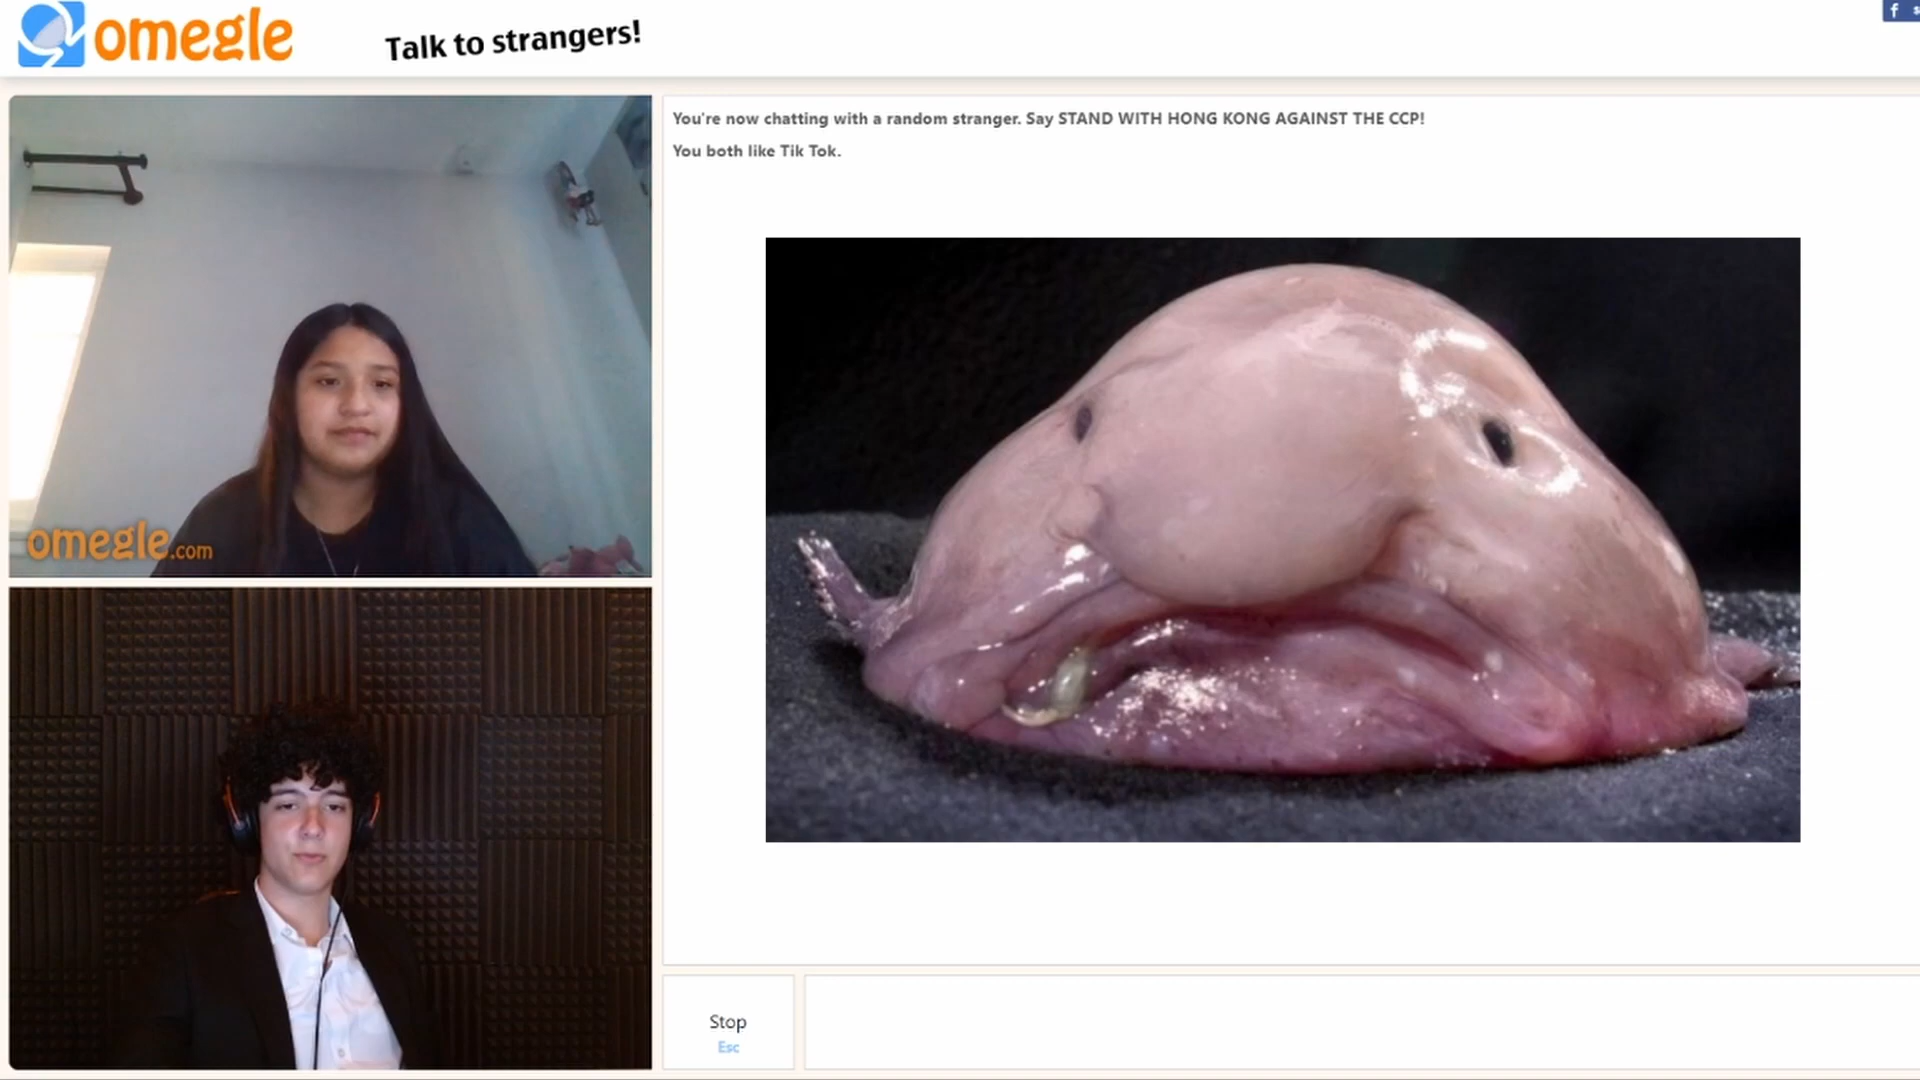 omegle
Talk to strangers!
f s
You're now chatting with a random stranger. Say STAND WITH HONG KONG AGAINST THE CCP!
You both like Tik Tok.
omegle.com
Stop
Esc